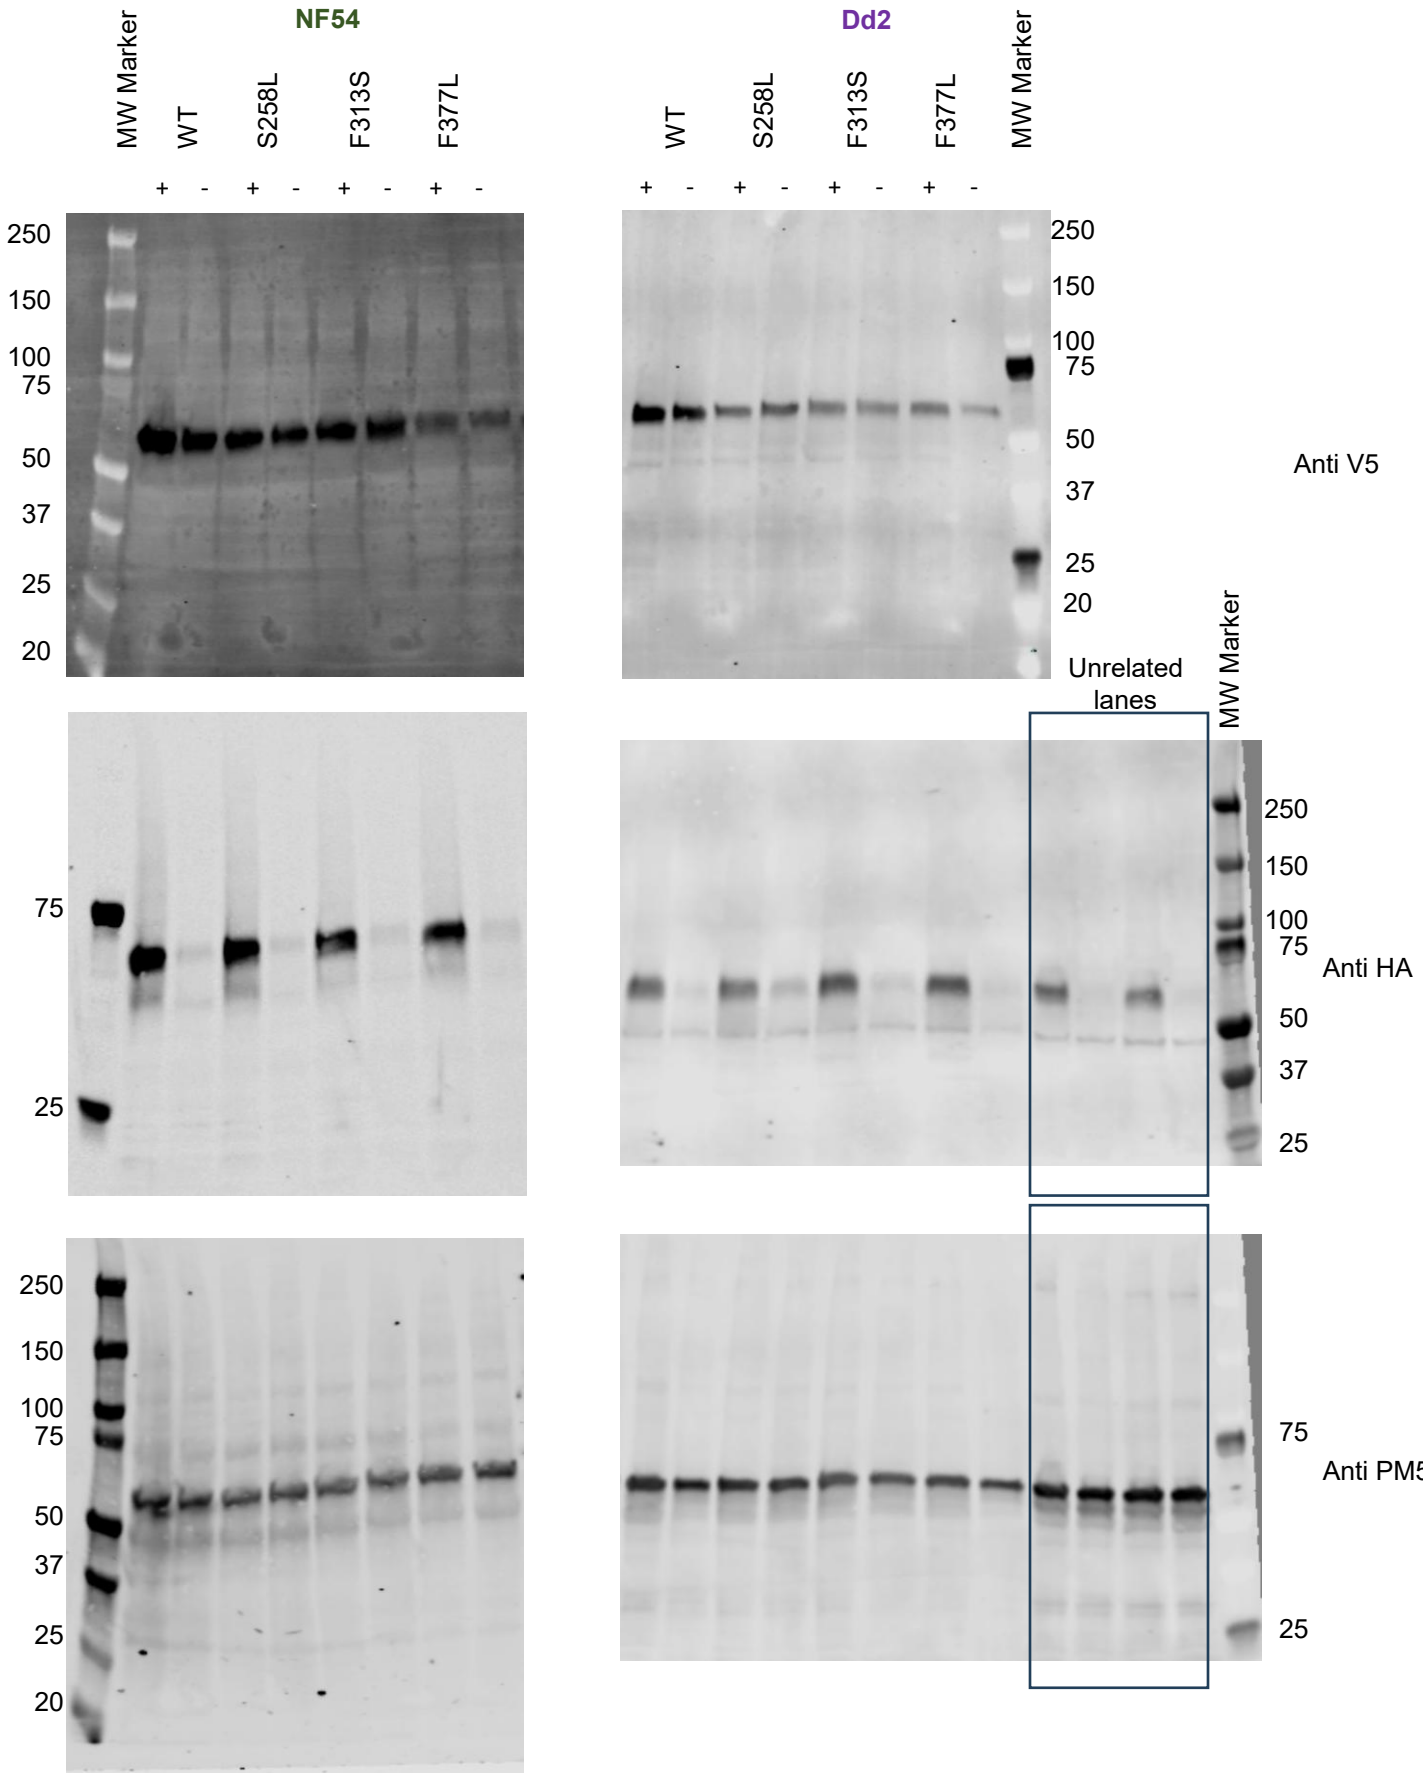 NF54
Dd2
MW Marker
WT
S258L
F313S
F377L
WT
S258L
F313S
F377L
MW Marker
+ - + - + - + -
+ - + - + - + -
250
150
100
75
50
37
25
20
250
150
100
75
50
37
25
20
Anti V5
Unrelated
lanes
MW Marker
75
25
250
150
100
75
50
37
25
Anti HA
250
150
100
75
50
37
25
20
75
25
Anti PM5